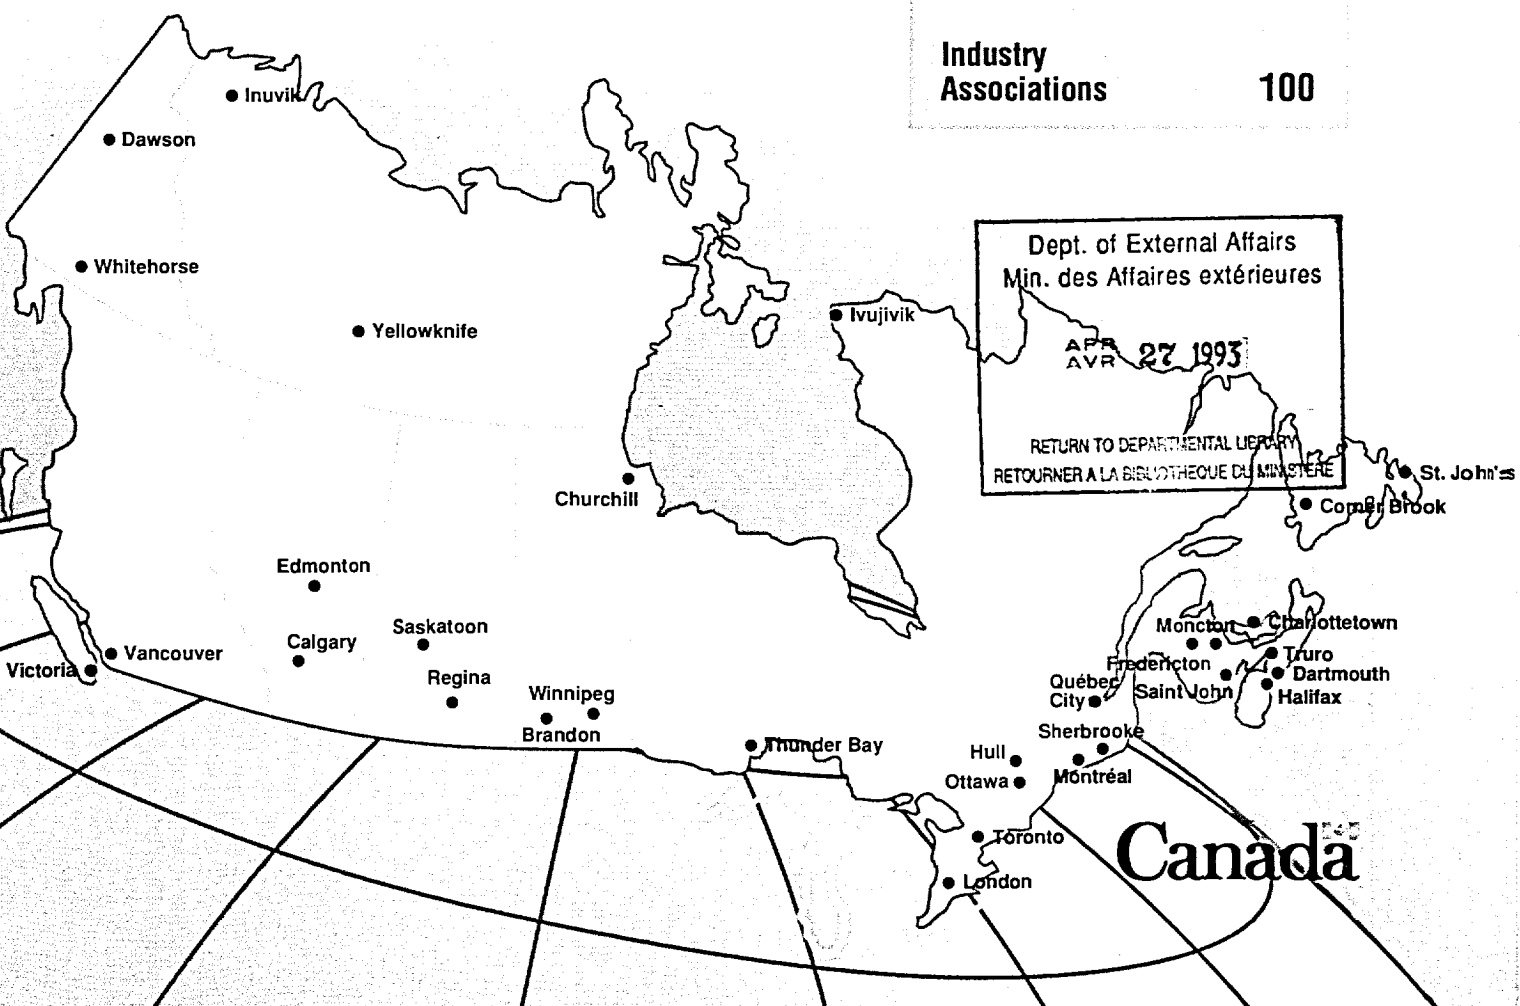 Industry
Associations 100
Inuvik
Dawson
Whitehorse
Yellowknife
Dept. of External Affairs
Min. des Affaires extérieures
APR
AVR 27 1993
RETURN TO DEPARTMENTAL LIBRARY
RETOURNER A LA BIBLIOTHEQUE DU MINISTERE
Ivujivik
Churchill
St. John's
Corner Brook
Edmonton
Calgary
Saskatoon
Regina
Vancouver
Victoria
Winnipeg
Brandon
Moncton
Charlottetown
Fredericton
Truro
Dartmouth
Halifax
Saint John
Québec
City
Sherbrooke
Montréal
Hull
Ottawa
Thunder Bay
Toronto
London
Canada